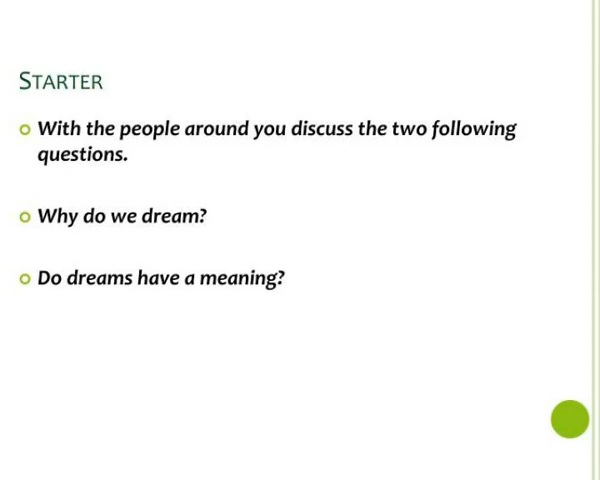 STARTER
With the people around you discuss the two following
questions.
Why do we dream?
Do dreams have a meaning?